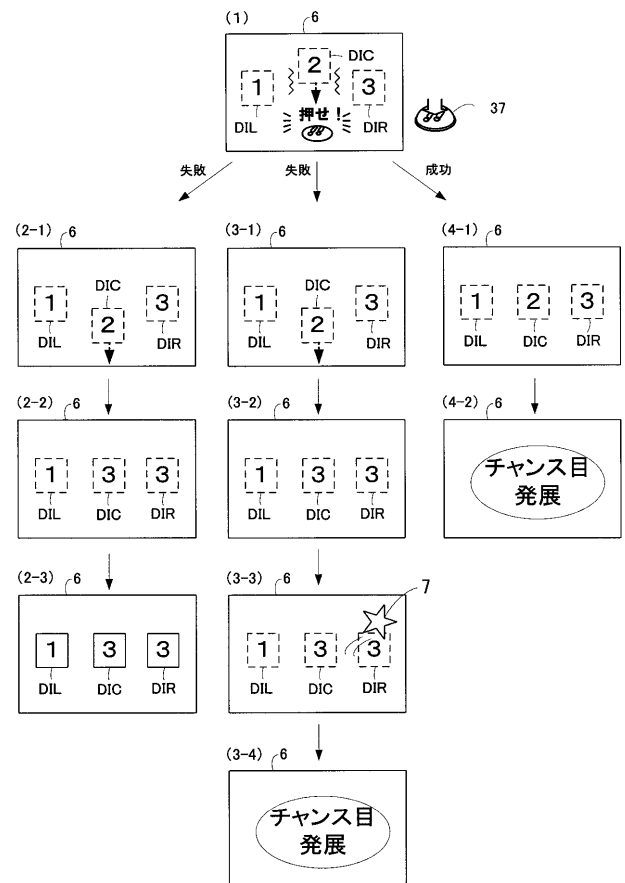 (1) 6
2 DIC
1 3
押せ！
DIL DIR 37
失敗 失敗 成功
(2-1) 6 (3-1) 6 (4-1) 6
DIC DIC
1 2 3 1 2 3 1 2 3
DIL DIR DIL DIR DIL DIC DIR
(2-2) 6 (3-2) 6 (4-2) 6
1 3 3 1 3 3 チャンス目
発展
DIL DIC DIR DIL DIC DIR
(2-3) 6 (3-3) 6 7
1 3 3 1 3 3
DIL DIC DIR DIL DIC DIR
(3-4) 6
チャンス目
発展